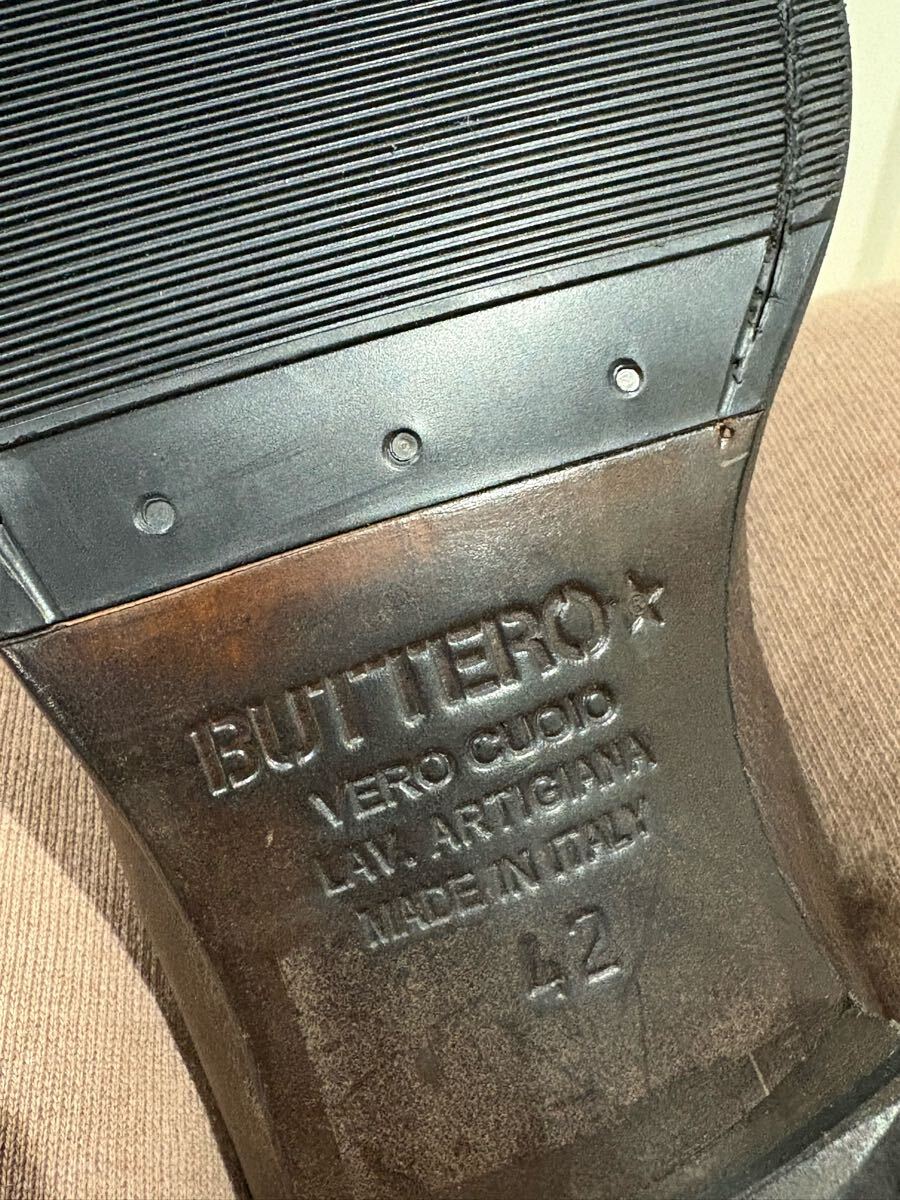 BUTTERO
VERO CUOIO
LAV. ARTIGIANA
MADE IN ITALY
42